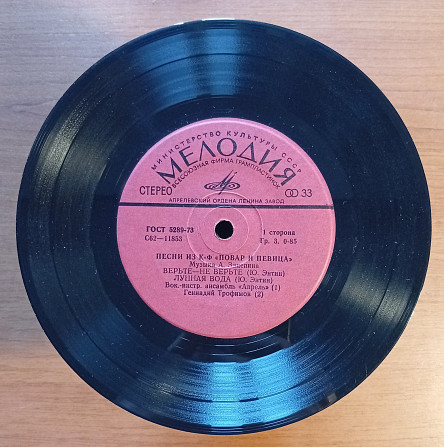 МИНИСТЕРСТВО КУЛЬТУРЫ СССР
МЕЛОДИЯ
ВСЕСОЮЗНАЯ ФИРМА ГРАМПЛАСТИНОК
СТЕРЕО
33
АПРЕЛЕВСКИЙ ОРДЕНА ЛЕНИНА ЗАВОД
ГОСТ 5289-73
1 сторона
С62—11853
Гр. 3. 0-85
ПЕСНИ ИЗ К-Ф «ПОВАР И ПЕВИЦА»
Музыка А. Зацепина
ВЕРЬТЕ—НЕ ВЕРЬТЕ (Ю. Энтин)
ЛУННАЯ ВОДА (Ю. Энтин)
Вок.-инстр. ансамбль «Апрель» (1)
Геннадий Трофимов (2)